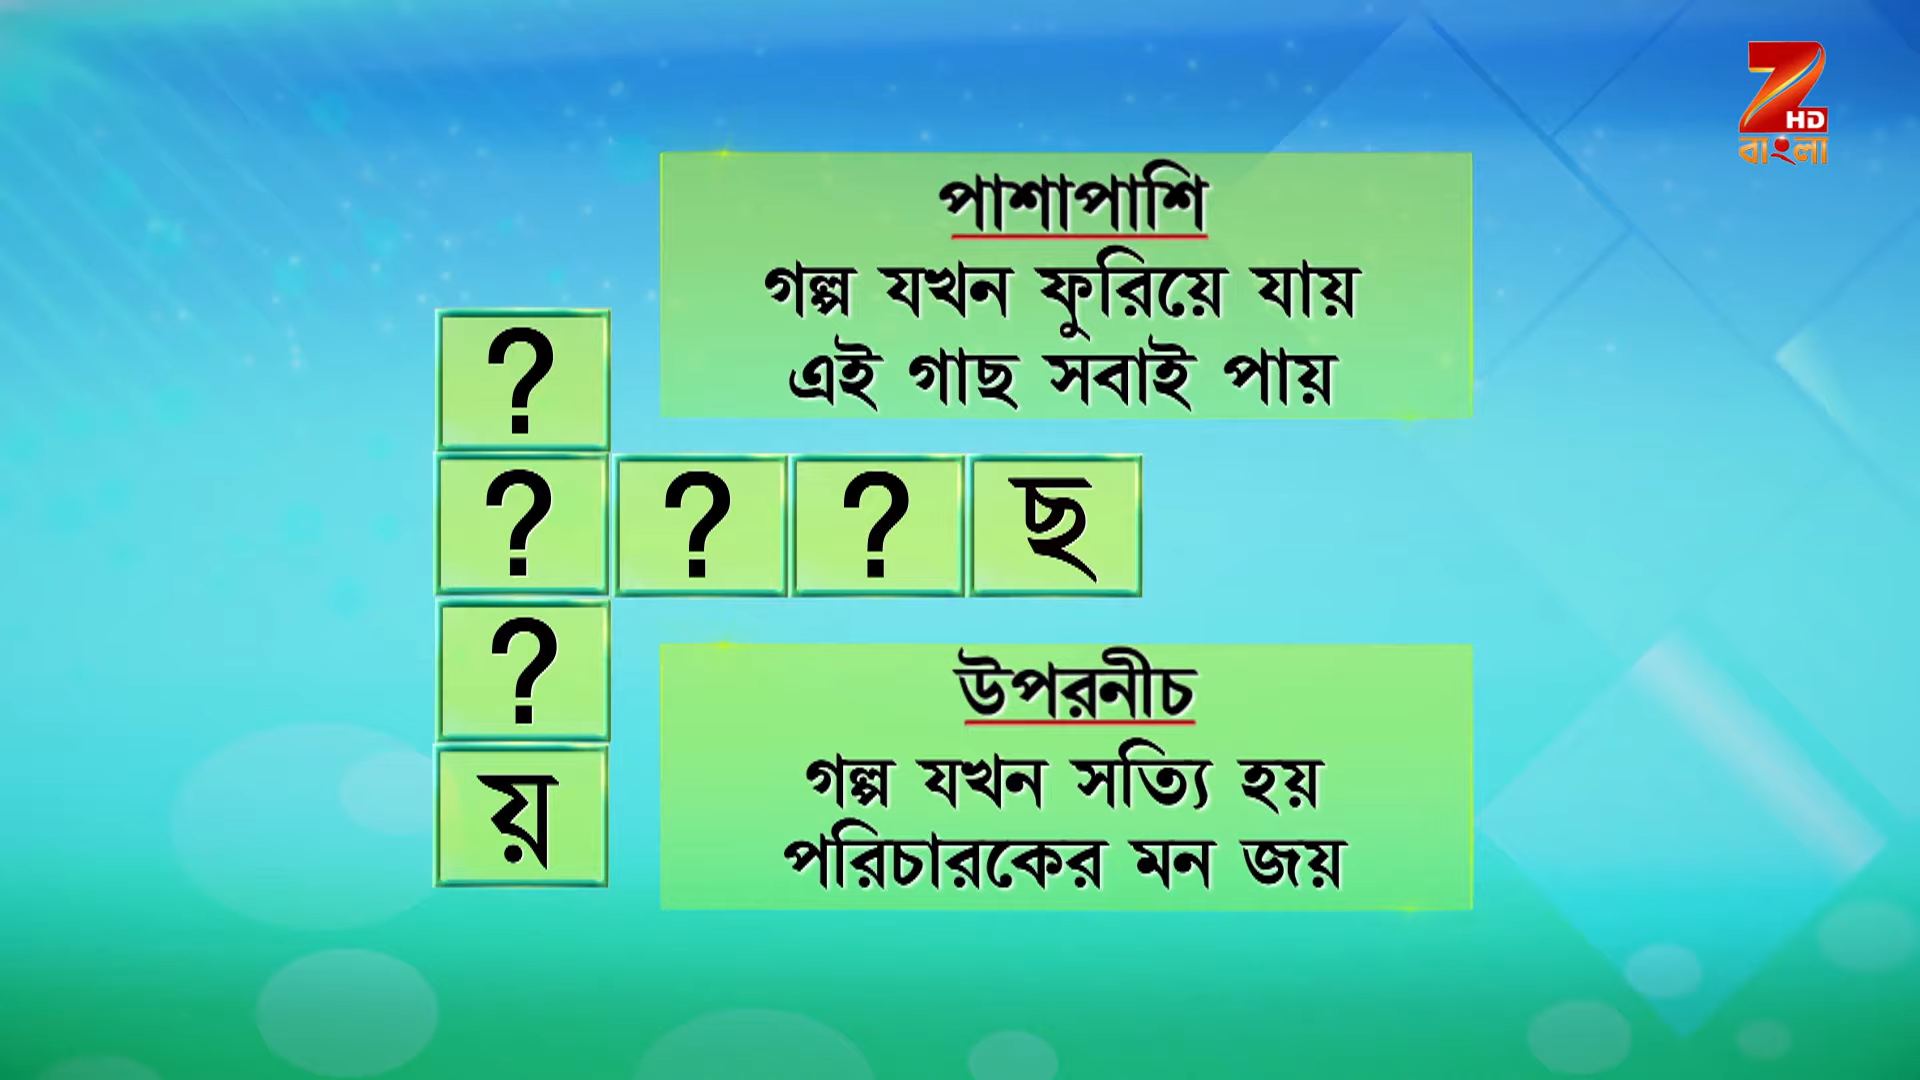 Z HD
বাংলা
পাশাপাশি
গল্প যখন ফুরিয়ে যায়
এই গাছ সবাই পায়
?
? ? ? ছ
?
য়
উপরনীচ
গল্প যখন সত্যি হয়
পরিচারকের মন জয়